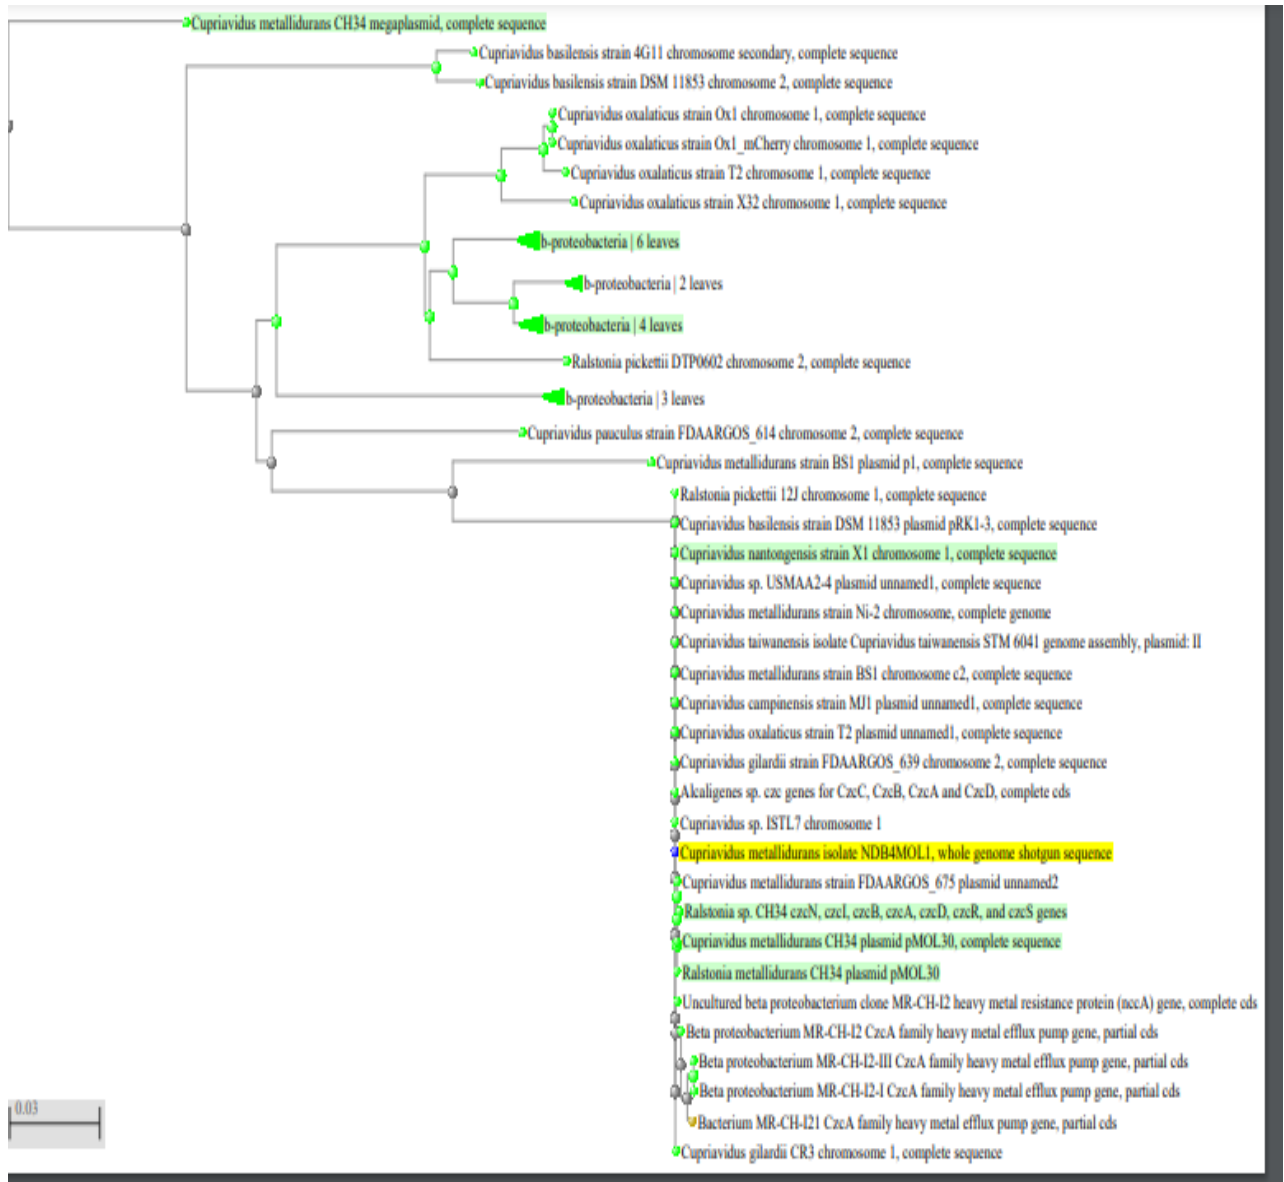 Cupriavidus metallidurans CH34 megaplasmid, complete sequence
Cupriavidus basilensis strain 4G11 chromosome secondary, complete sequence
Cupriavidus basilensis strain DSM 11853 chromosome 2, complete sequence
Cupriavidus oxalaticus strain Ox1 chromosome 1, complete sequence
Cupriavidus oxalaticus strain Ox1_mCherry chromosome 1, complete sequence
Cupriavidus oxalaticus strain T2 chromosome 1, complete sequence
Cupriavidus oxalaticus strain X32 chromosome 1, complete sequence
b-proteobacteria | 6 leaves
b-proteobacteria | 2 leaves
b-proteobacteria | 4 leaves
Ralstonia pickettii DTP0602 chromosome 2, complete sequence
b-proteobacteria | 3 leaves
Cupriavidus pauculus strain FDAARGOS_614 chromosome 2, complete sequence
Cupriavidus metallidurans strain BS1 plasmid p1, complete sequence
Ralstonia pickettii 12J chromosome 1, complete sequence
Cupriavidus basilensis strain DSM 11853 plasmid pRK1-3, complete sequence
Cupriavidus nantongensis strain X1 chromosome 1, complete sequence
Cupriavidus sp. USMAA2-4 plasmid unnamed1, complete sequence
Cupriavidus metallidurans strain Ni-2 chromosome, complete genome
Cupriavidus taiwanensis isolate Cupriavidus taiwanensis STM 6041 genome assembly, plasmid: II
Cupriavidus metallidurans strain BS1 chromosome c2, complete sequence
Cupriavidus campinensis strain MJ1 plasmid unnamed1, complete sequence
Cupriavidus oxalaticus strain T2 plasmid unnamed1, complete sequence
Cupriavidus gilardii strain FDAARGOS_639 chromosome 2, complete sequence
Alcaligenes sp. czc genes for CzcC, CzcB, CzcA and CzcD, complete cds
Cupriavidus sp. ISTL7 chromosome 1
Cupriavidus metallidurans isolate NDB4MOL1, whole genome shotgun sequence
Cupriavidus metallidurans strain FDAARGOS_675 plasmid unnamed2
Ralstonia sp. CH34 czcN, czcI, czcB, czcA, czcD, czcR, and czcS genes
Cupriavidus metallidurans CH34 plasmid pMOL30, complete sequence
Ralstonia metallidurans CH34 plasmid pMOL30
Uncultured beta proteobacterium clone MR-CH-I2 heavy metal resistance protein (nccA) gene, complete cds
Beta proteobacterium MR-CH-I2 CzcA family heavy metal efflux pump gene, partial cds
Beta proteobacterium MR-CH-I2-III CzcA family heavy metal efflux pump gene, partial cds
Beta proteobacterium MR-CH-I2-I CzcA family heavy metal efflux pump gene, partial cds
0.03
Bacterium MR-CH-I21 CzcA family heavy metal efflux pump gene, partial cds
Cupriavidus gilardii CR3 chromosome 1, complete sequence